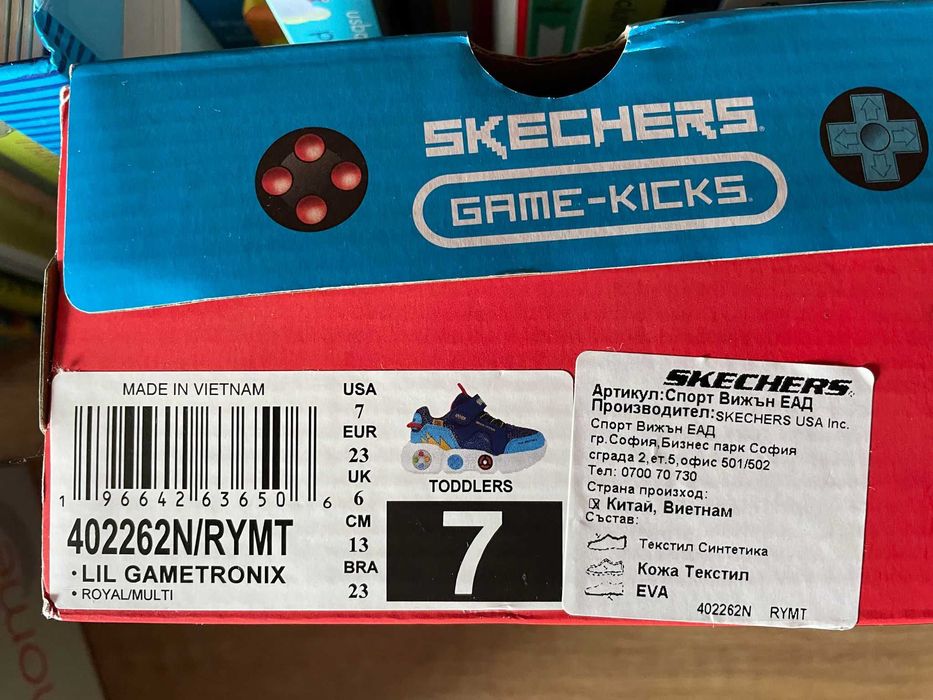 SKECHERS®
GAME-KICKS®
MADE IN VIETNAM
1 96642 63650 6
402262N/RYMT
• LIL GAMETRONIX
• ROYAL/MULTI
USA
7
EUR
23
UK
6
CM
13
BRA
23
TODDLERS
7
SKECHERS
Артикул:Спорт Вижън ЕАД
Производител:SKECHERS USA Inc.
Спорт Вижън ЕАД
гр.София,Бизнес парк София
сграда 2,ет.5,офис 501/502
Тел: 0700 70 730
Страна произход:
Китай, Виетнам
Състав:
Текстил Синтетика
Кожа Текстил
EVA
402262N RYMT